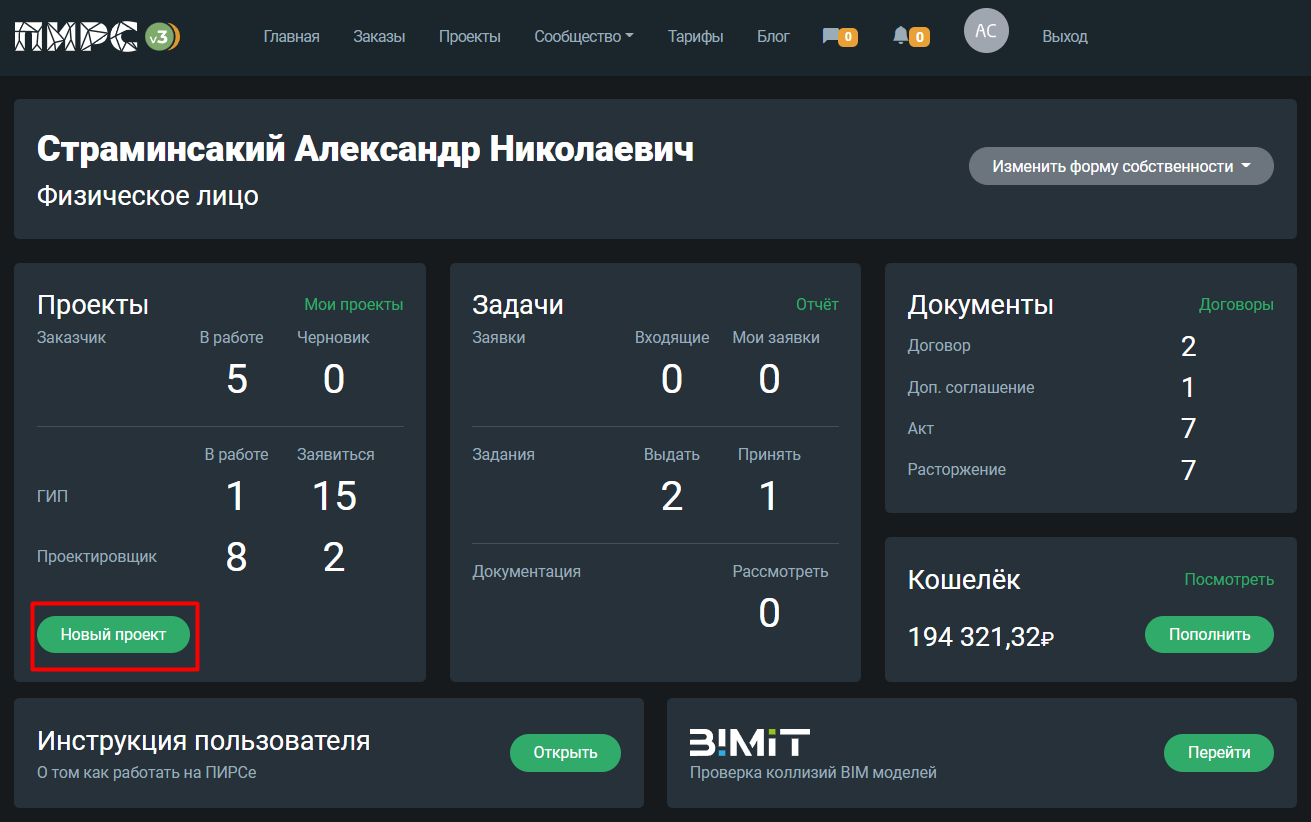 ПИРС v3 Главная Заказы Проекты Сообщество Тарифы Блог 0 0 АС Выход
Страминсакий Александр Николаевич
Физическое лицо
Изменить форму собственности
Проекты Мои проекты
Заказчик В работе Черновик
5 0
В работе Заявиться
ГИП 1 15
Проектировщик 8 2
Новый проект
Задачи Отчёт
Заявки Входящие Мои заявки
0 0
Задания Выдать Принять
2 1
Документация Рассмотреть
0
Документы Договоры
Договор 2
Доп. соглашение 1
Акт 7
Расторжение 7
Кошелёк Посмотреть
194 321,32₽ Пополнить
Инструкция пользователя
О том как работать на ПИРСе
Открыть
B!MiT
Проверка коллизий BIM моделей
Перейти